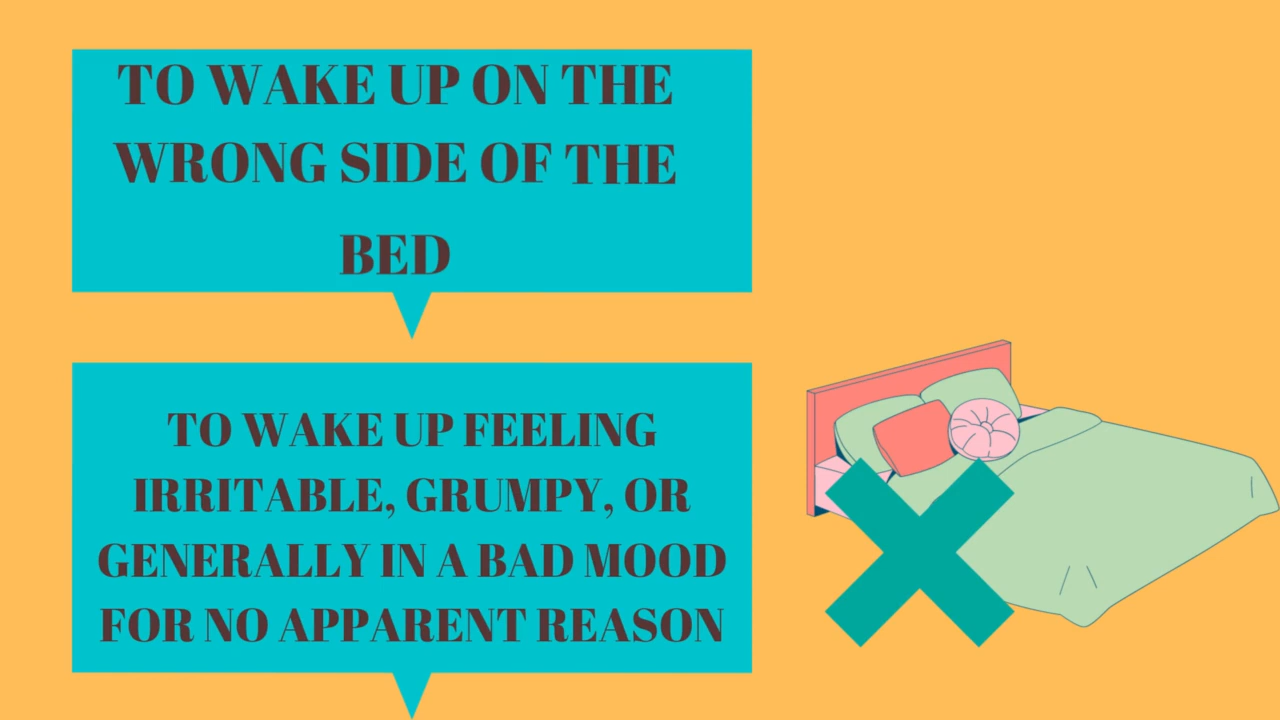 TO WAKE UP ON THE
WRONG SIDE OF THE
BED
TO WAKE UP FEELING
IRRITABLE, GRUMPY, OR
GENERALLY IN A BAD MOOD
FOR NO APPARENT REASON